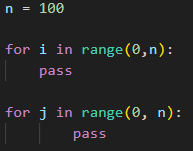 n = 100

for i in range(0,n):
    pass

for j in range(0, n):
        pass